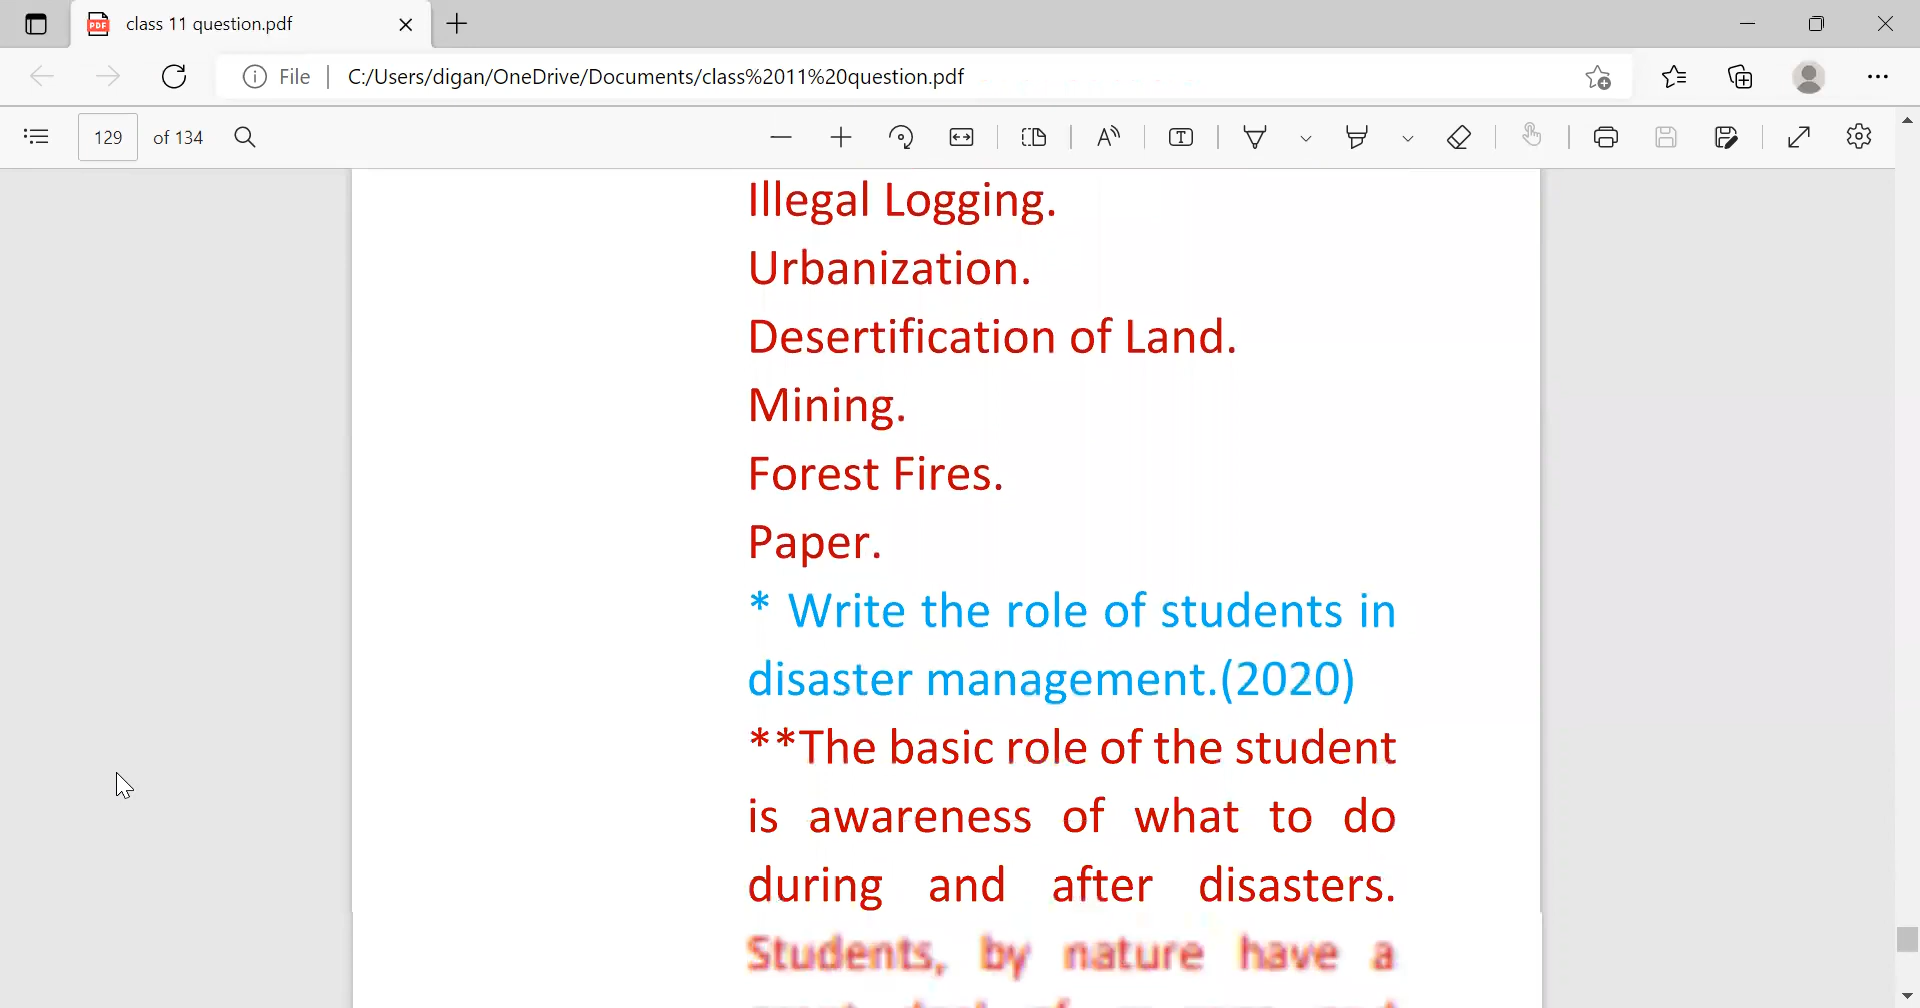 class 11 question.pdf
File
C:/Users/digan/OneDrive/Documents/class%2011%20question.pdf
129 of 134
Illegal Logging.
Urbanization.
Desertification of Land.
Mining.
Forest Fires.
Paper.
* Write the role of students in
disaster management.(2020)
**The basic role of the student
is awareness of what to do
during and after disasters.
Students, by nature have a